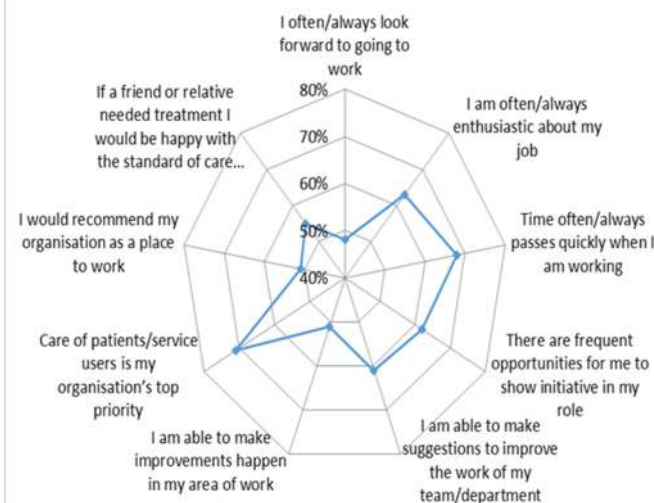 I often/always look
forward to going to
work
80%
70%
60%
50%
40%
I am often/always
enthusiastic about my
job
Time often/always
passes quickly when I
am working
There are frequent
opportunities for me to
show initiative in my
role
I am able to make
suggestions to improve
the work of my
team/department
I am able to make
improvements happen
in my area of work
Care of patients/service
users is my
organisation's top
priority
I would recommend my
organisation as a place
to work
If a friend or relative
needed treatment I
would be happy with
the standard of care...